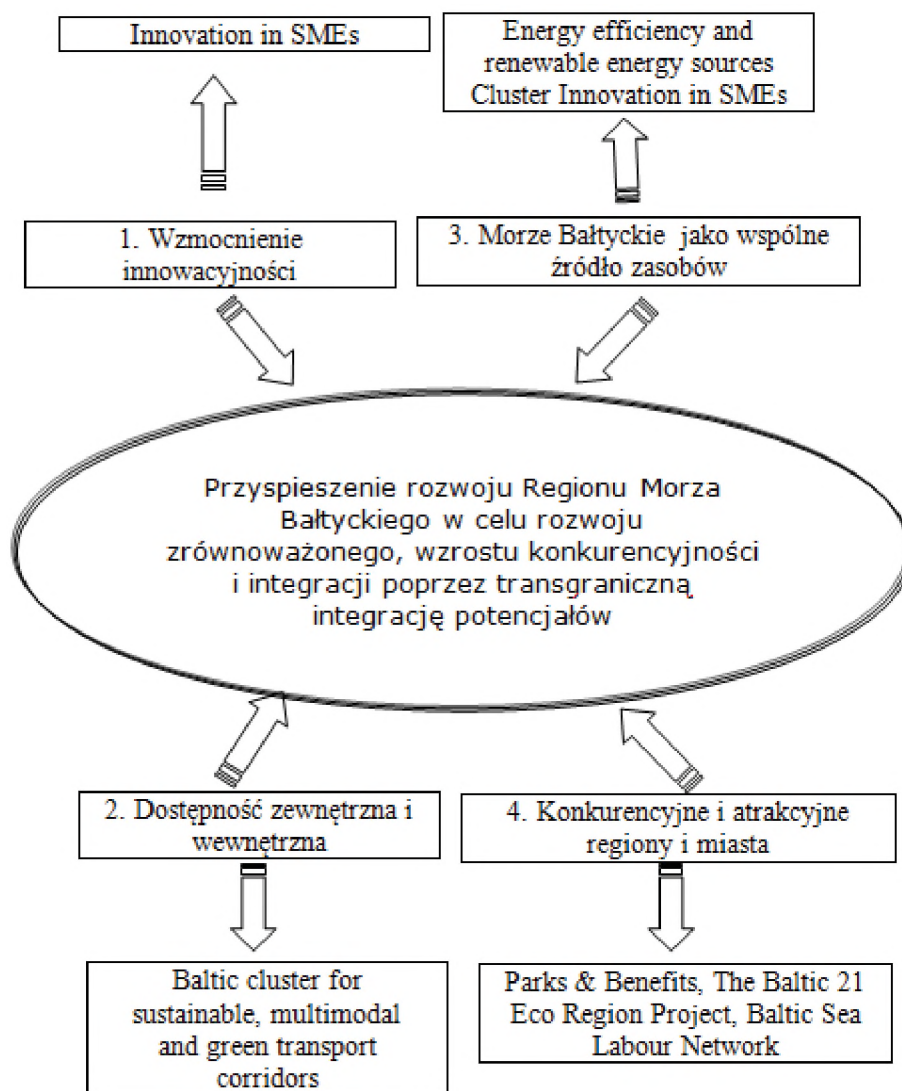 Innovation in SMEs
Energy efficiency and
renewable energy sources
Cluster Innovation in SMEs
1. Wzmocnienie
innowacyjności
3. Morze Bałtyckie jako wspólne
źródło zasobów
Przyspieszenie rozwoju Regionu Morza
Bałtyckiego w celu rozwoju
zrównoważonego, wzrostu konkurencyjności
i integracji poprzez transgraniczną
integrację potencjałów
2. Dostępność zewnętrzna i
wewnętrzna
4. Konkurencyjne i atrakcyjne
regiony i miasta
Baltic cluster for
sustainable, multimodal
and green transport
corridors
Parks & Benefits, The Baltic 21
Eco Region Project, Baltic Sea
Labour Network